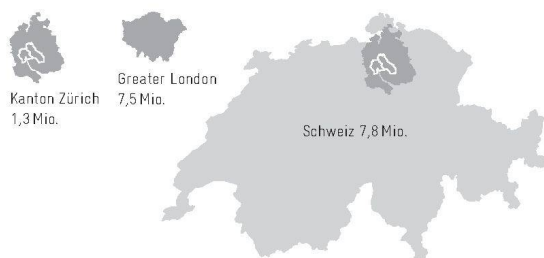 Kanton Zürich
1,3 Mio.
Greater London
7,5 Mio.
Schweiz 7,8 Mio.